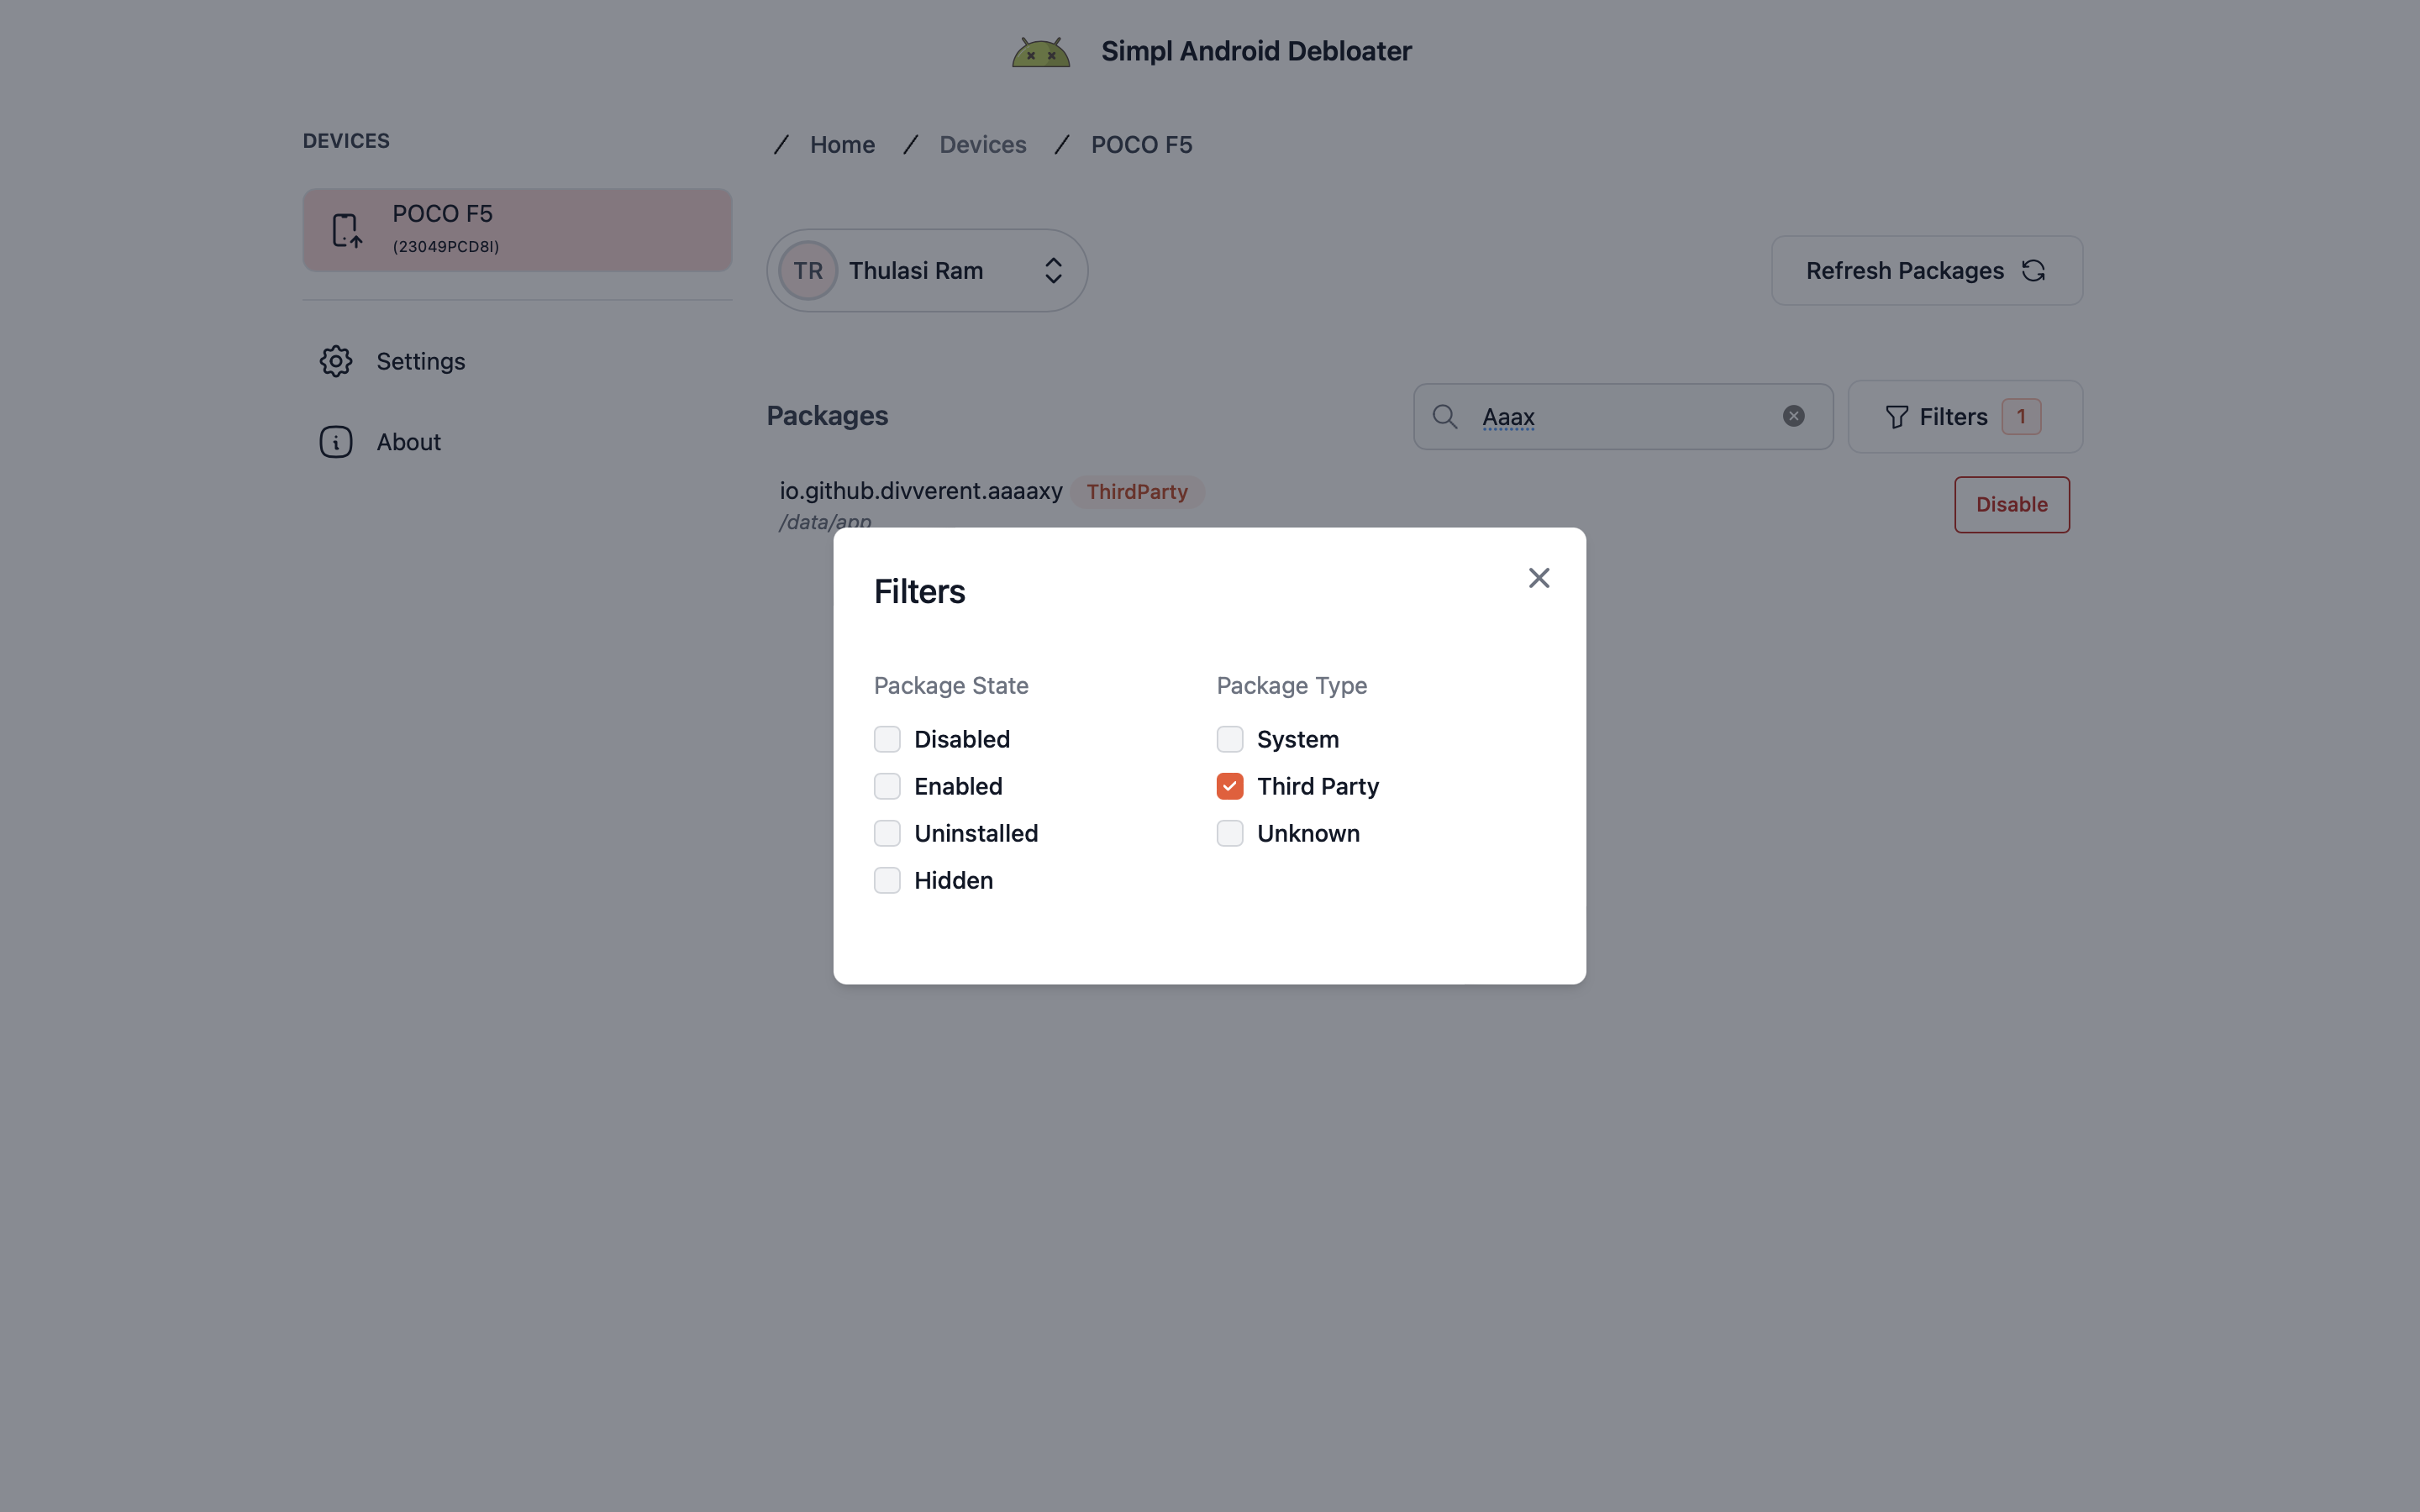 Simpl Android Debloater
DEVICES
POCO F5
(23049PCD8I)
Settings
About
/ Home / Devices / POCO F5
TR Thulasi Ram
Refresh Packages
Packages
Aaax
Filters 1
io.github.divverent.aaaaxy ThirdParty
/data/app
Disable
Filters
Package State
Disabled
Enabled
Uninstalled
Hidden
Package Type
System
Third Party
Unknown